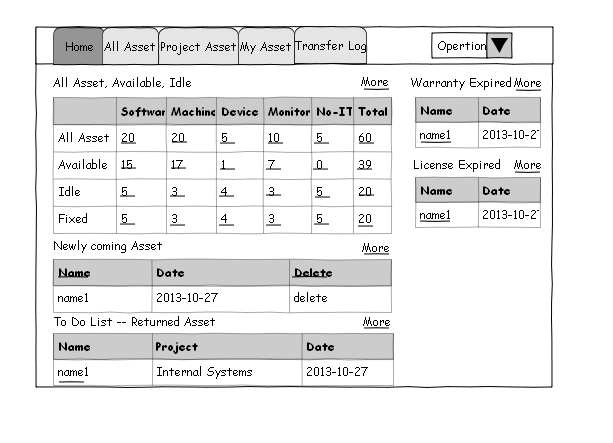 Home All Asset Project Asset My Asset Transfer Log Opertion
All Asset, Available, Idle More
Softwar Machine Device Monitor No-IT Total
All Asset 20 20 5 10 5 60
Available 15 17 1 7 0 39
Idle 5 3 4 3 5 20
Fixed 5 3 4 3 5 20
Newly coming Asset More
Name Date Delete
name1 2013-10-27 delete
To Do List -- Returned Asset More
Name Project Date
name1 Internal Systems 2013-10-27
Warranty Expired More
Name Date
name1 2013-10-2
License Expired More
Name Date
name1 2013-10-2